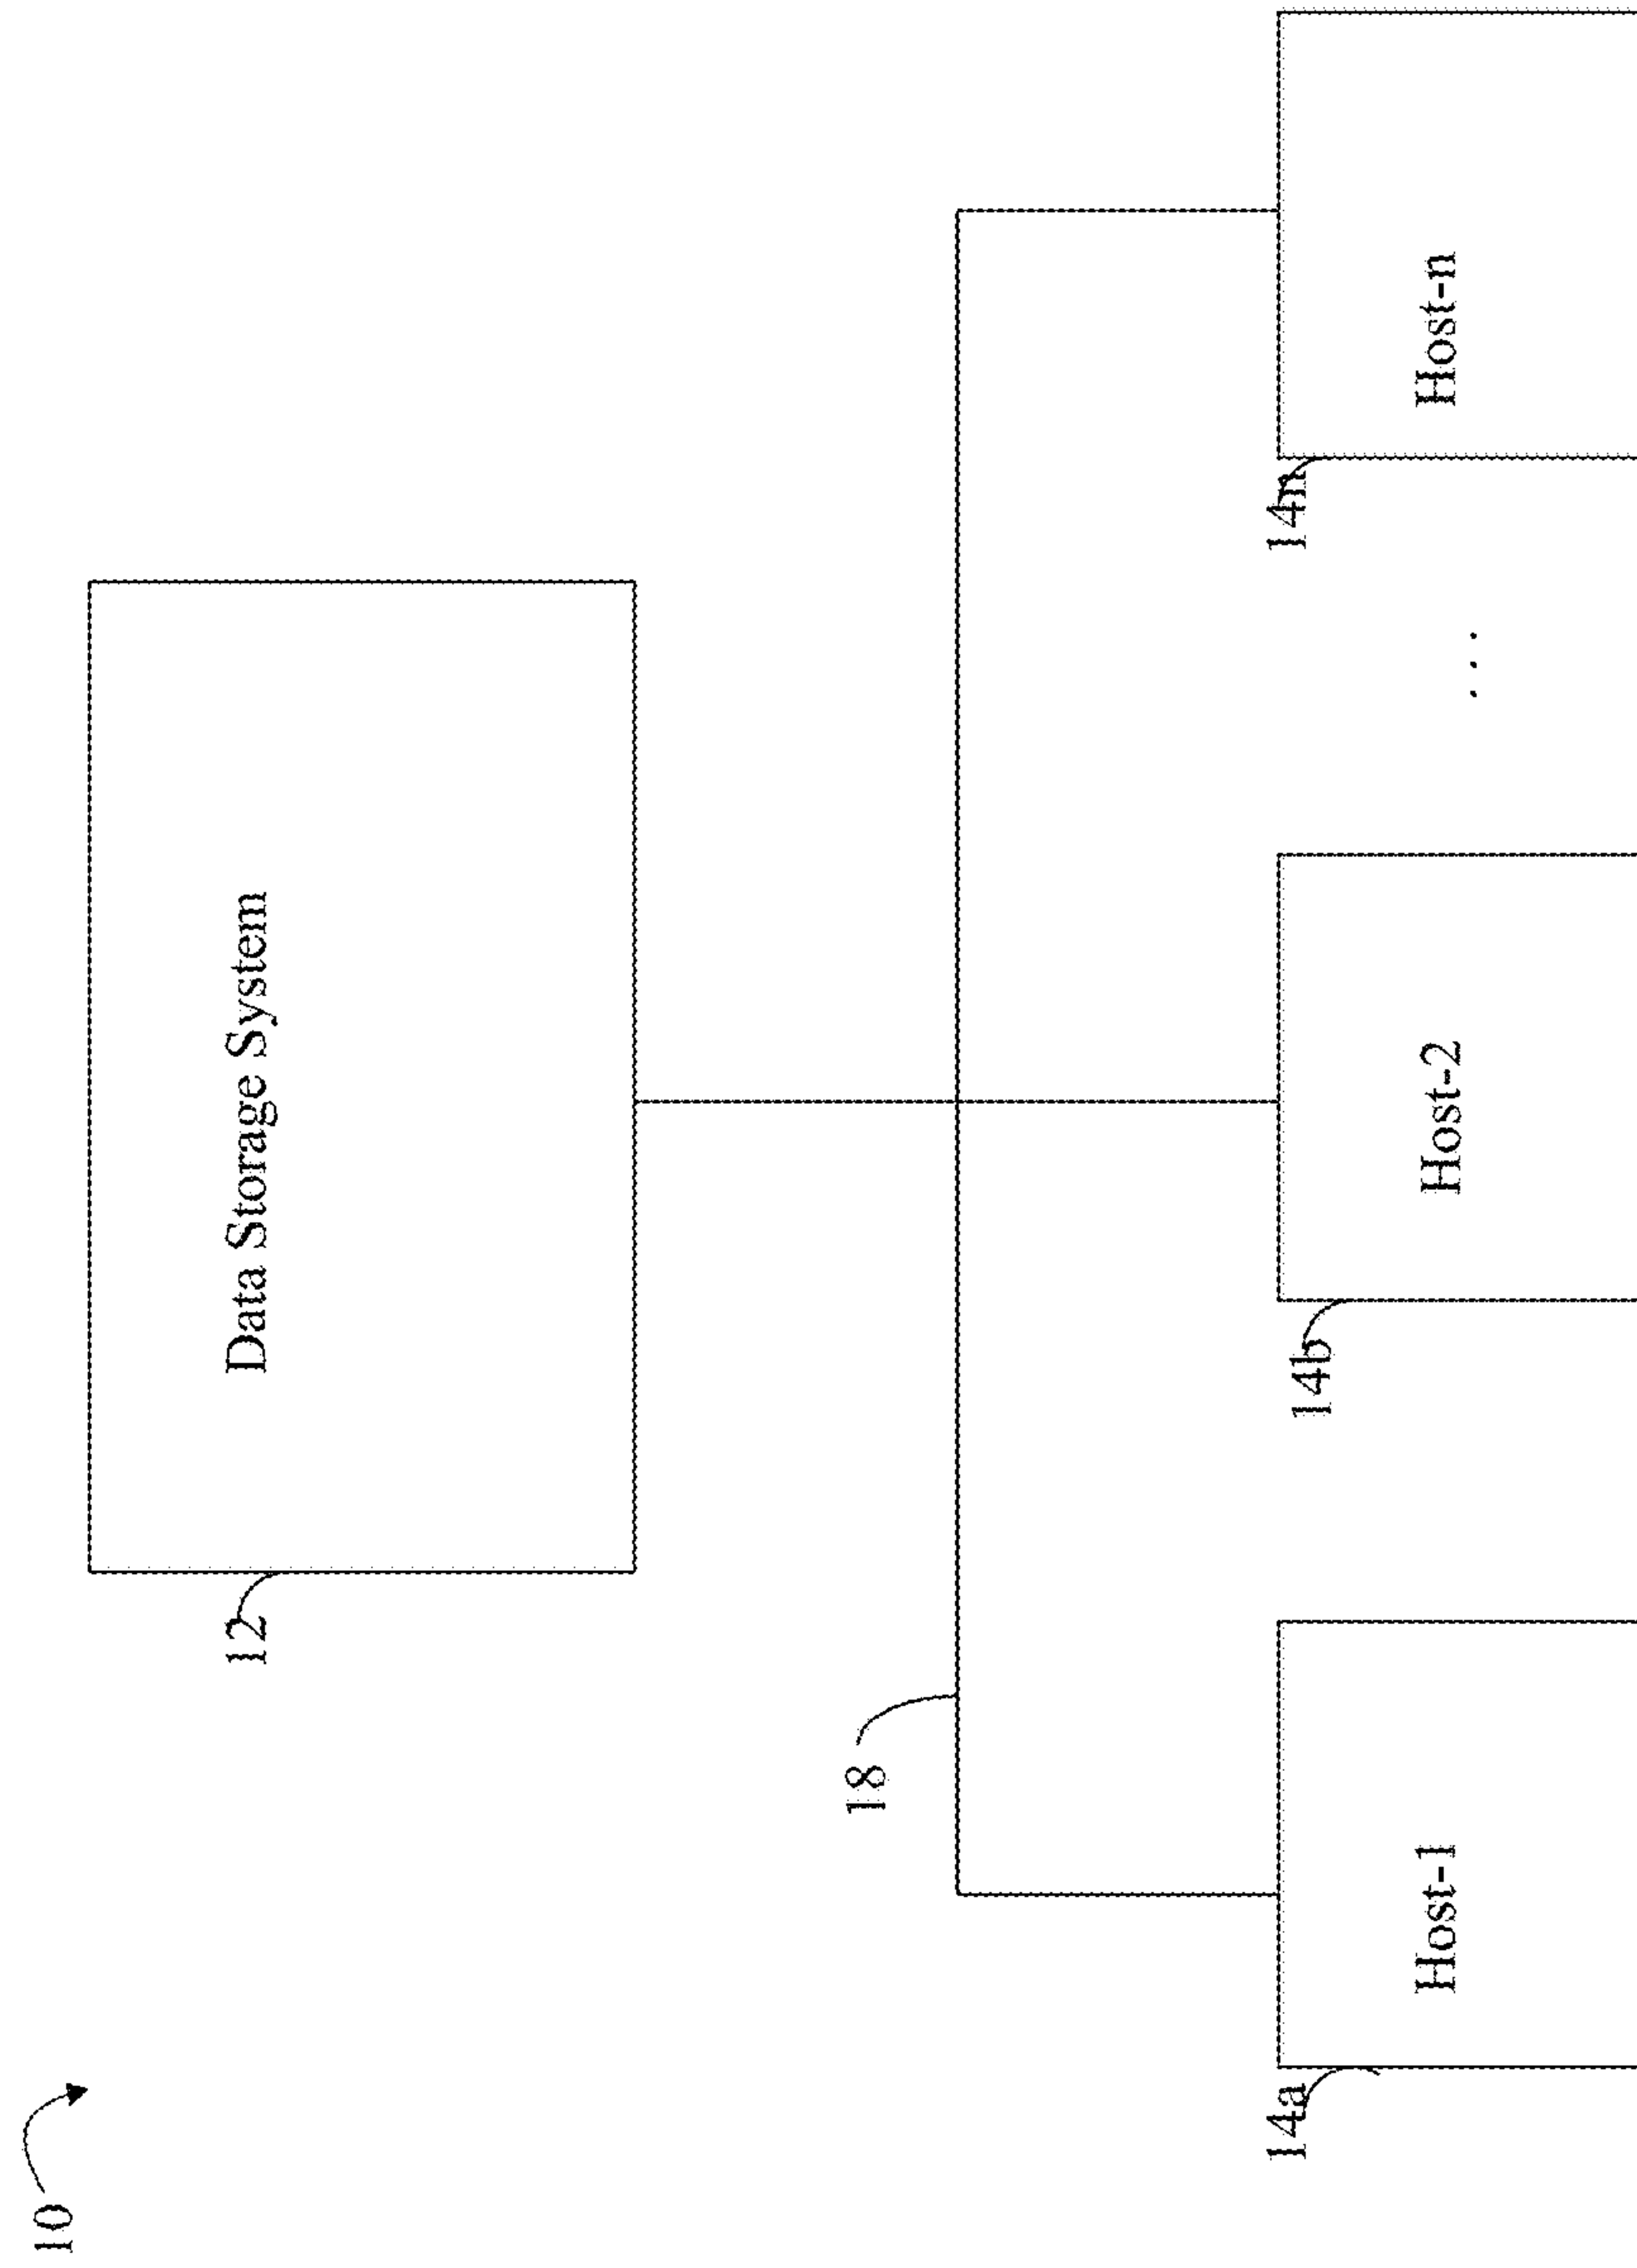 10
12
Data Storage System
18
14a
Host-1
14b
Host-2
. . .
14n
Host-n